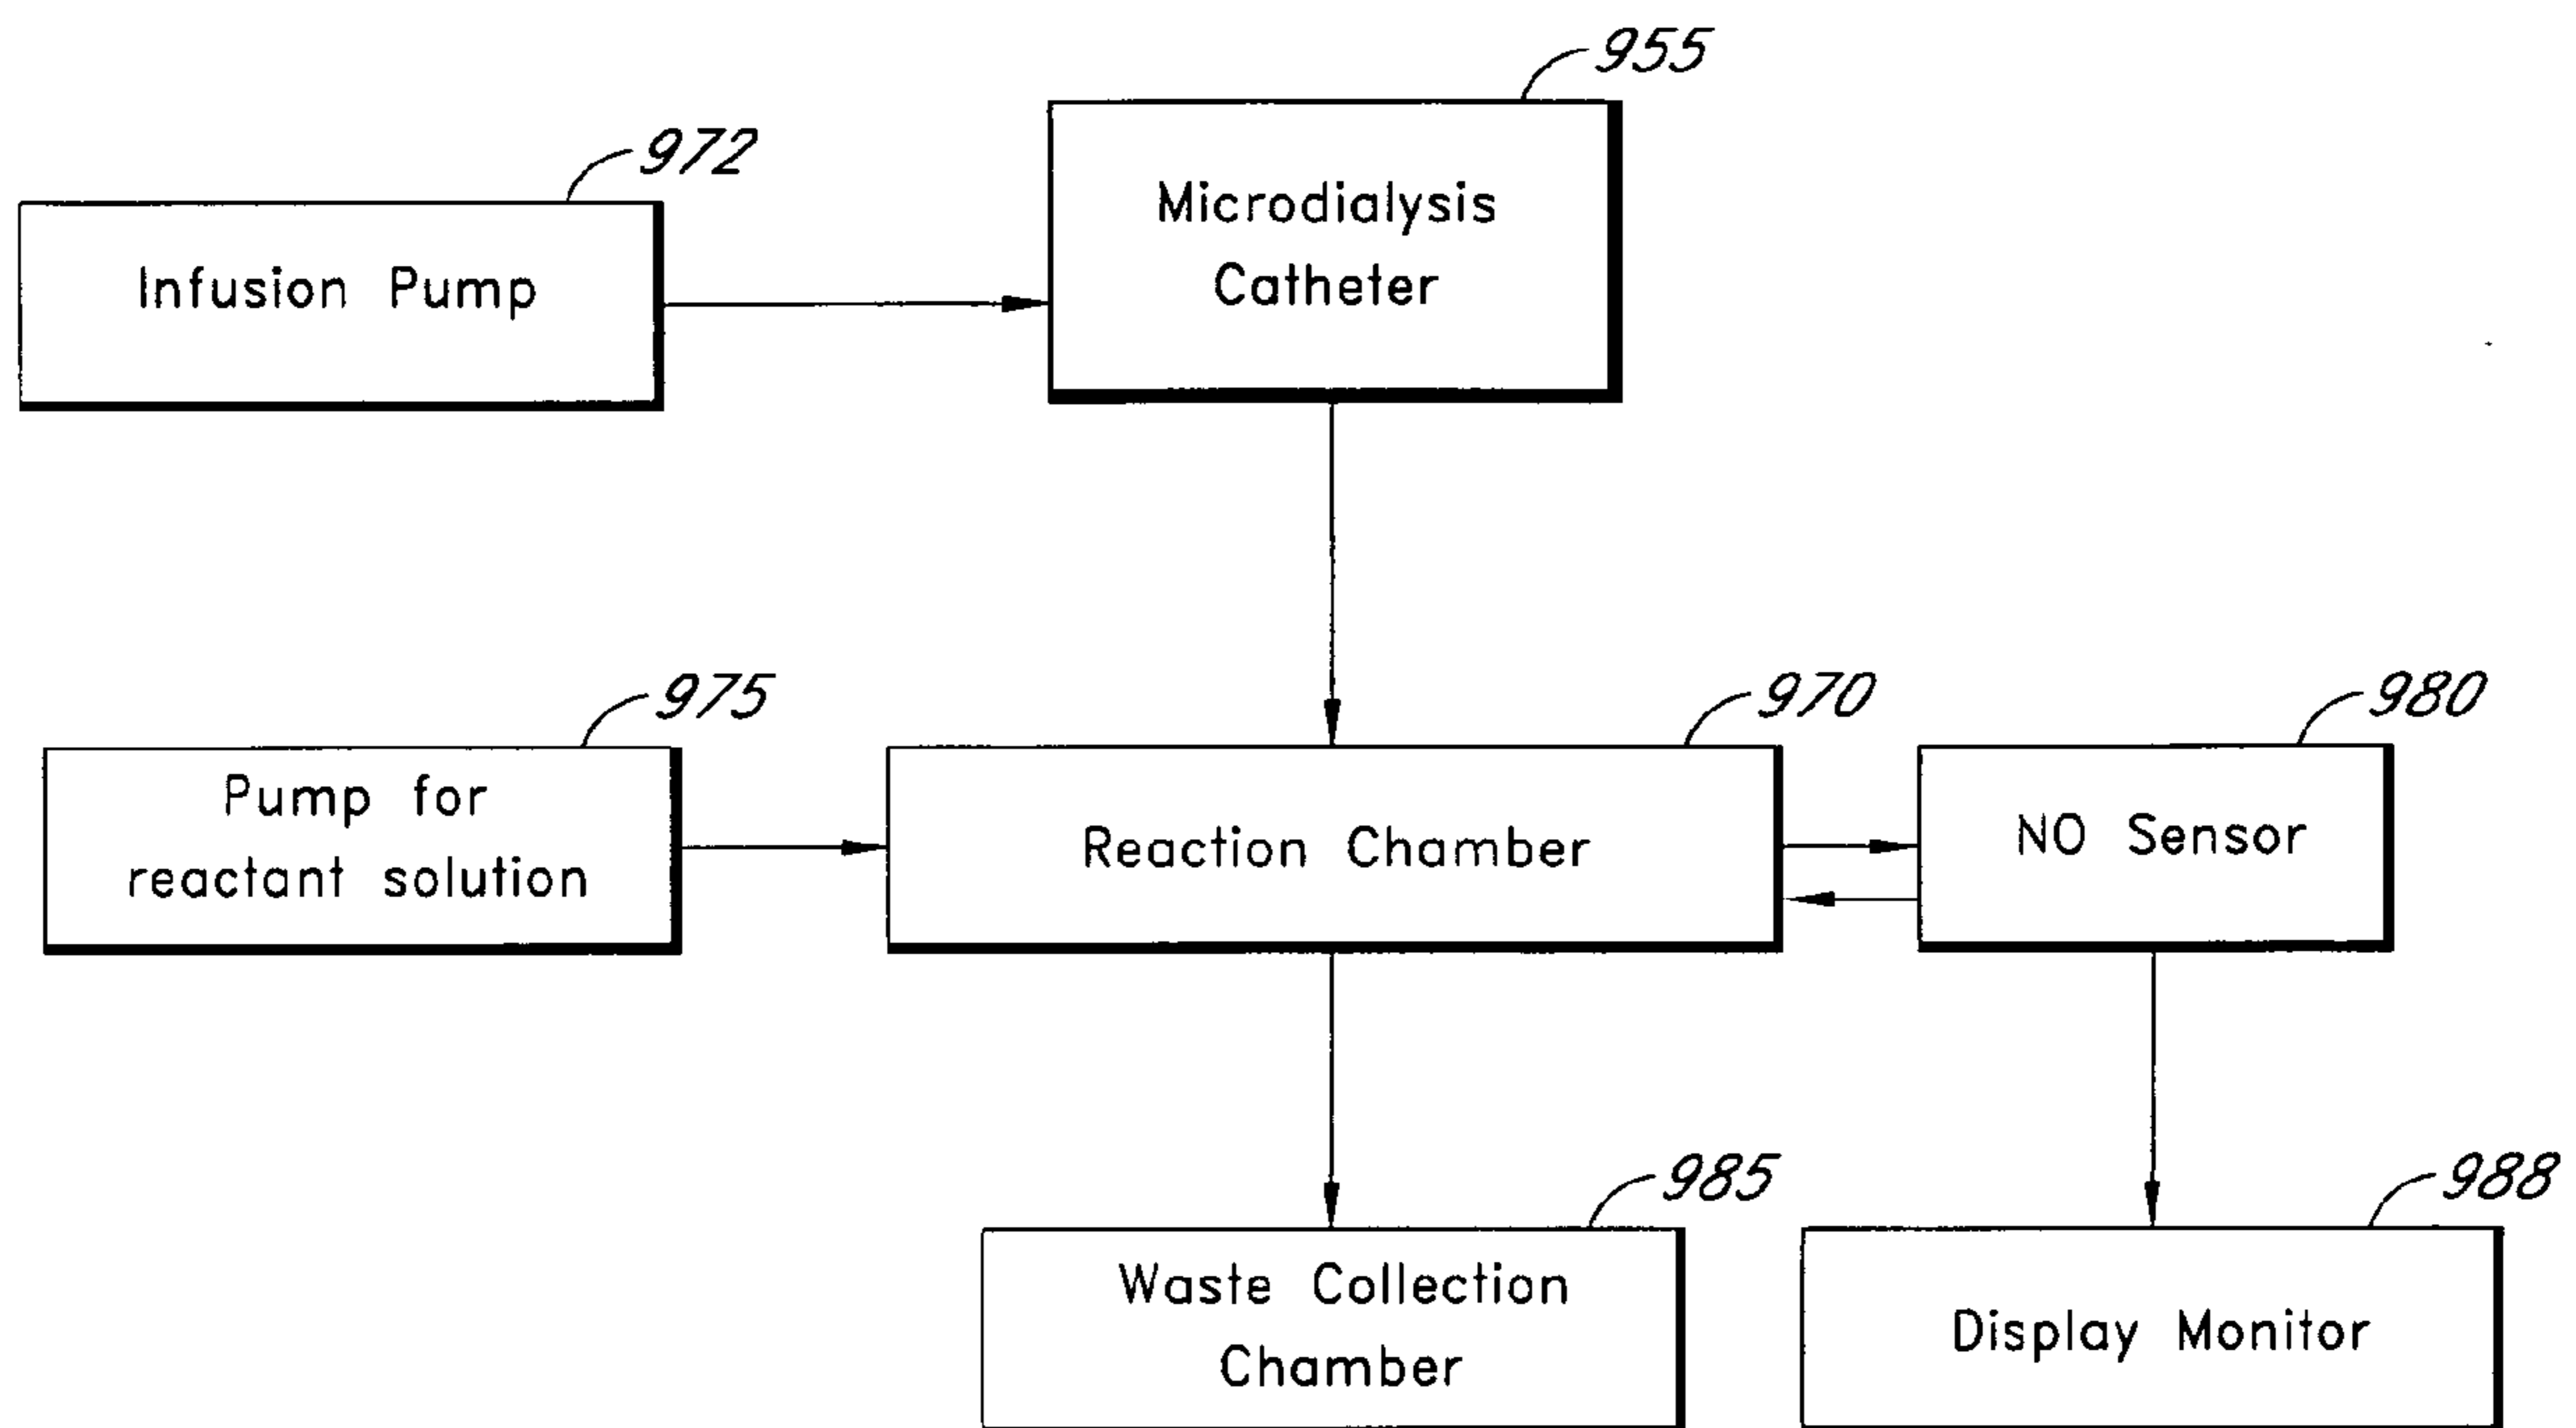 955
972
Microdialysis
Catheter
Infusion Pump
975
970
980
Pump for
reactant solution
Reaction Chamber
NO Sensor
985
988
Waste Collection
Chamber
Display Monitor